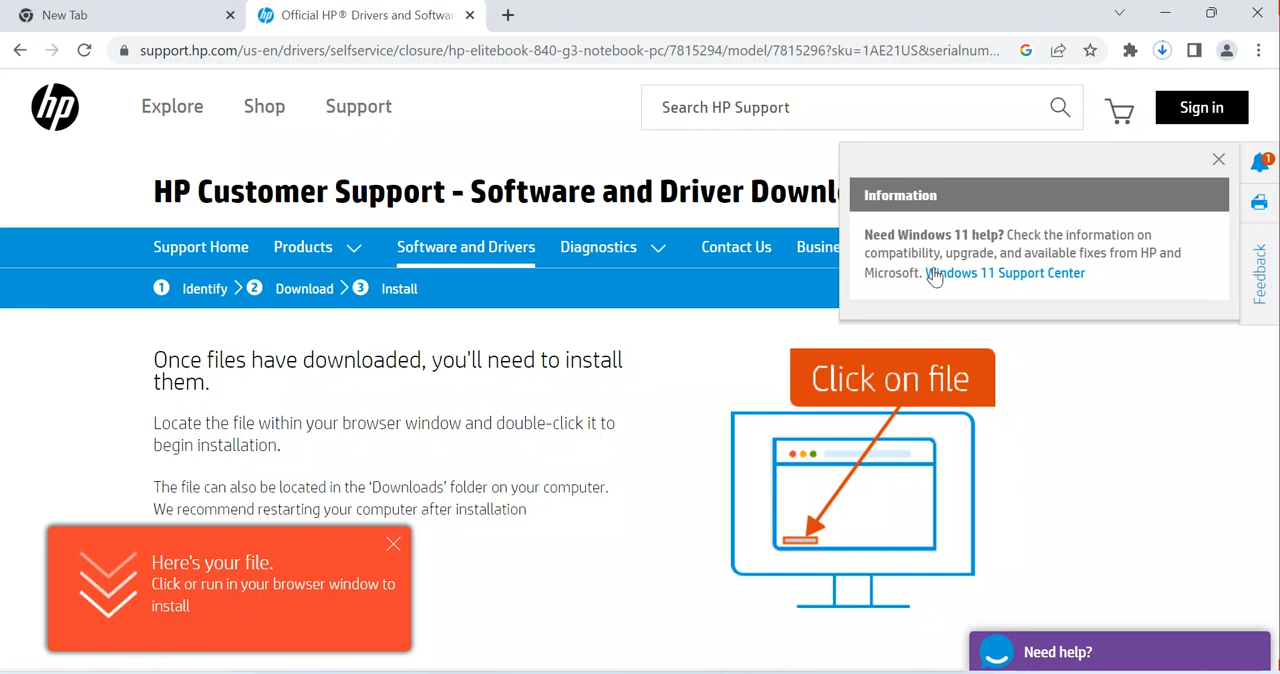 New Tab
Official HP® Drivers and Softwar
support.hp.com/us-en/drivers/selfservice/closure/hp-elitebook-840-g3-notebook-pc/7815294/model/7815296?sku=1AE21US&serialnum...
hp
Explore
Shop
Support
Search HP Support
Sign in
1
HP Customer Support - Software and Driver Downl
Information
Need Windows 11 help? Check the information on
compatibility, upgrade, and available fixes from HP and
Microsoft. Windows 11 Support Center
Feedback
Support Home
Products
Software and Drivers
Diagnostics
Contact Us
Busine
1 Identify
2 Download
3 Install
Once files have downloaded, you'll need to install
them.
Locate the file within your browser window and double-click it to
begin installation.
The file can also be located in the ‘Downloads’ folder on your computer.
We recommend restarting your computer after installation
Click on file
Here's your file.
Click or run in your browser window to
install
Need help?